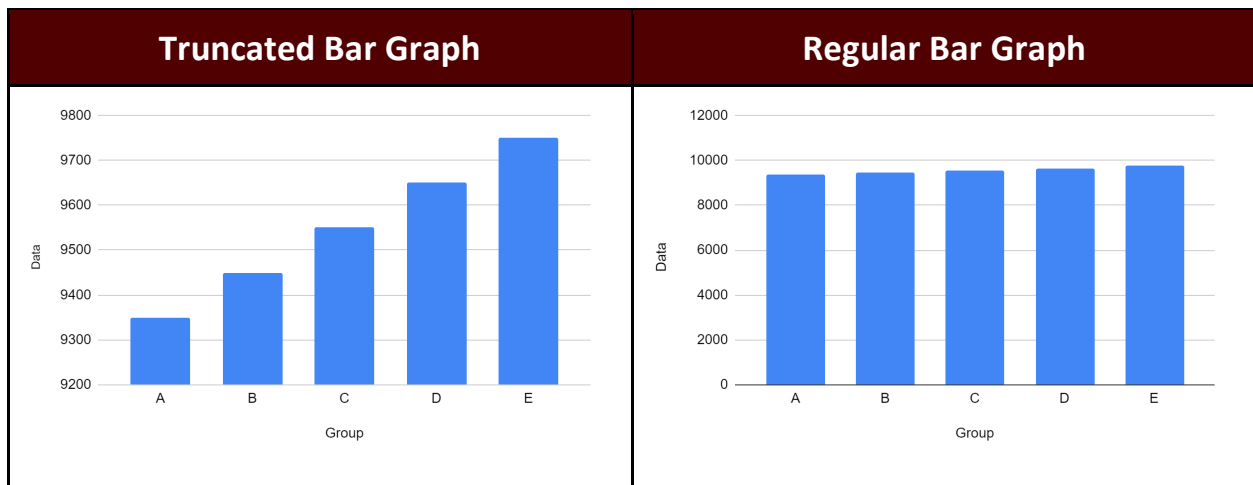 Truncated Bar Graph
Regular Bar Graph
9800
9700
9600
9500
9400
9300
9200
Data
A B C D E
Group
12000
10000
8000
6000
4000
2000
0
Data
A B C D E
Group